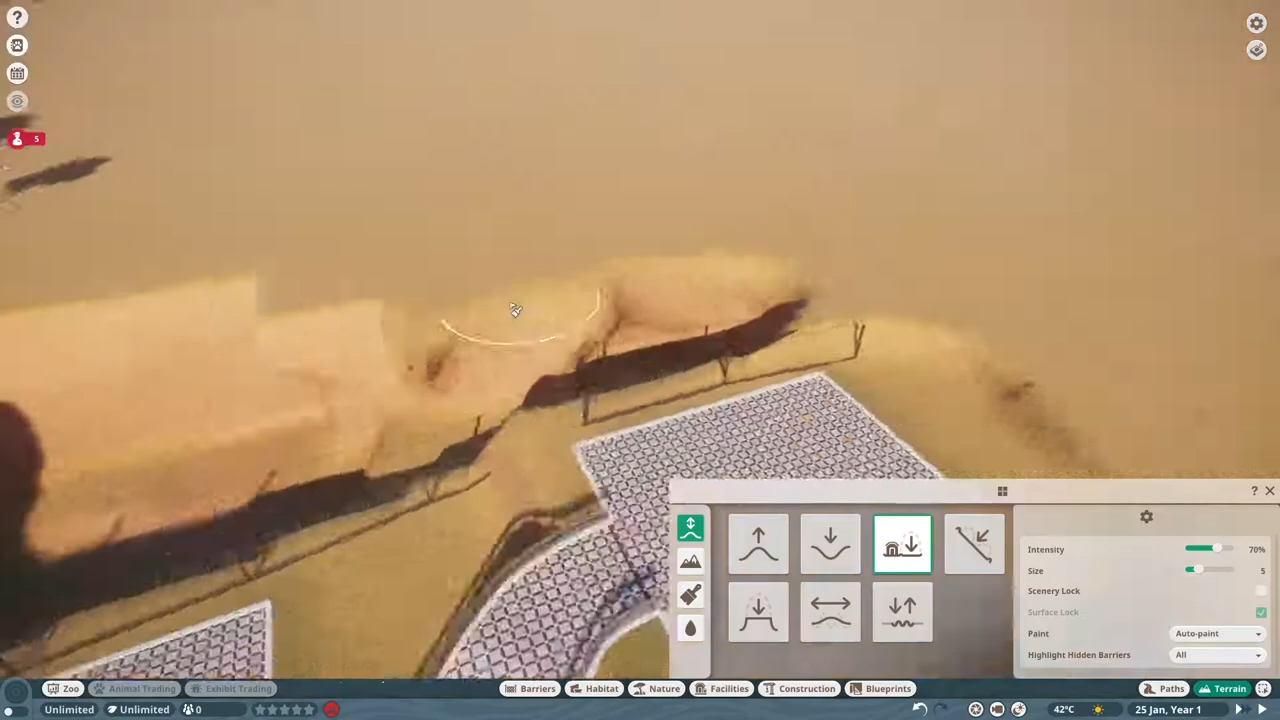 ?
5
? ×
Intensity 70%
Size 5
Scenery Lock
Surface Lock
Paint Auto-paint
Highlight Hidden Barriers All
Zoo Animal Trading Exhibit Trading Barriers Habitat Nature Facilities Construction Blueprints Paths Terrain
Unlimited Unlimited 0 42°C 25 Jan, Year 1